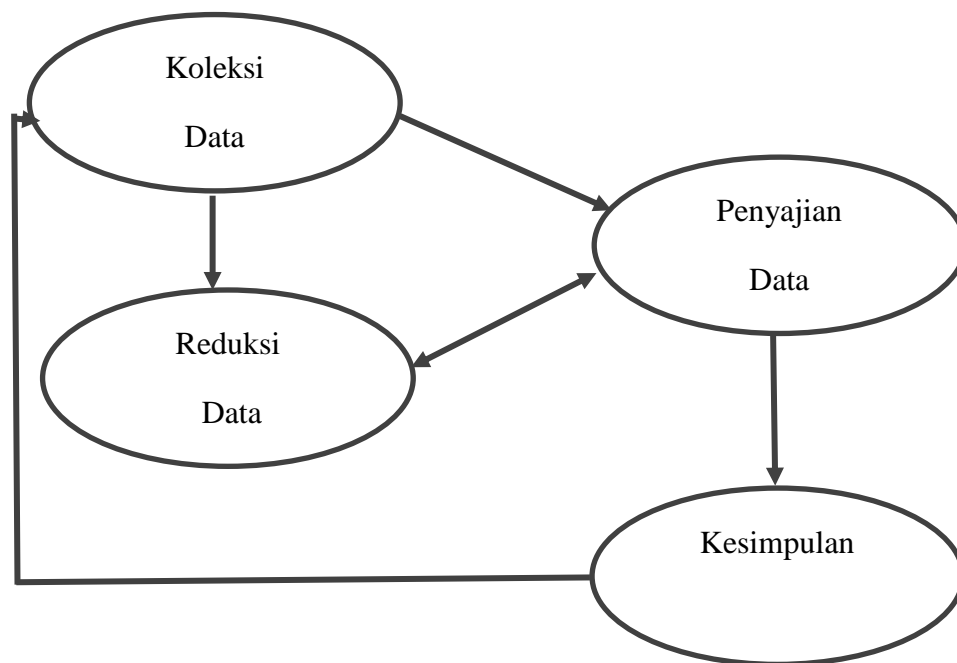 Koleksi
Data
Penyajian
Data
Reduksi
Data
Kesimpulan